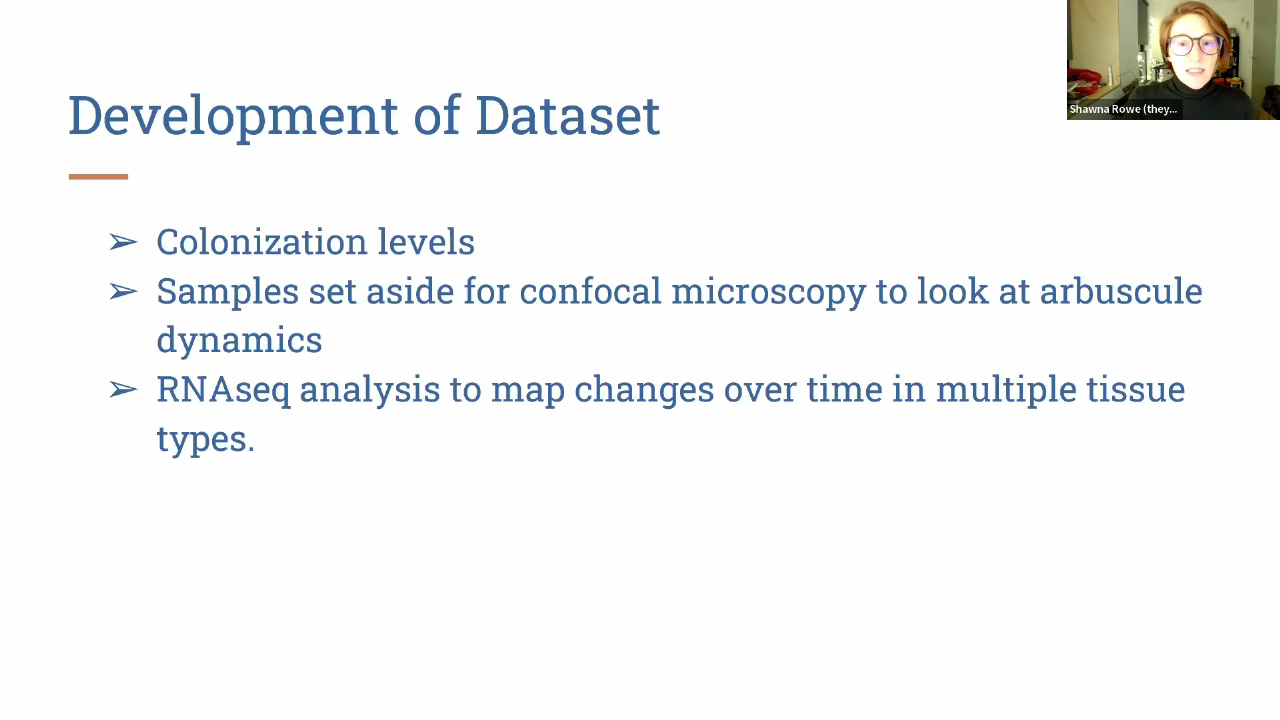 Development of Dataset
➢ Colonization levels
➢ Samples set aside for confocal microscopy to look at arbuscule
dynamics
➢ RNAseq analysis to map changes over time in multiple tissue
types.
Shawna Rowe (they...